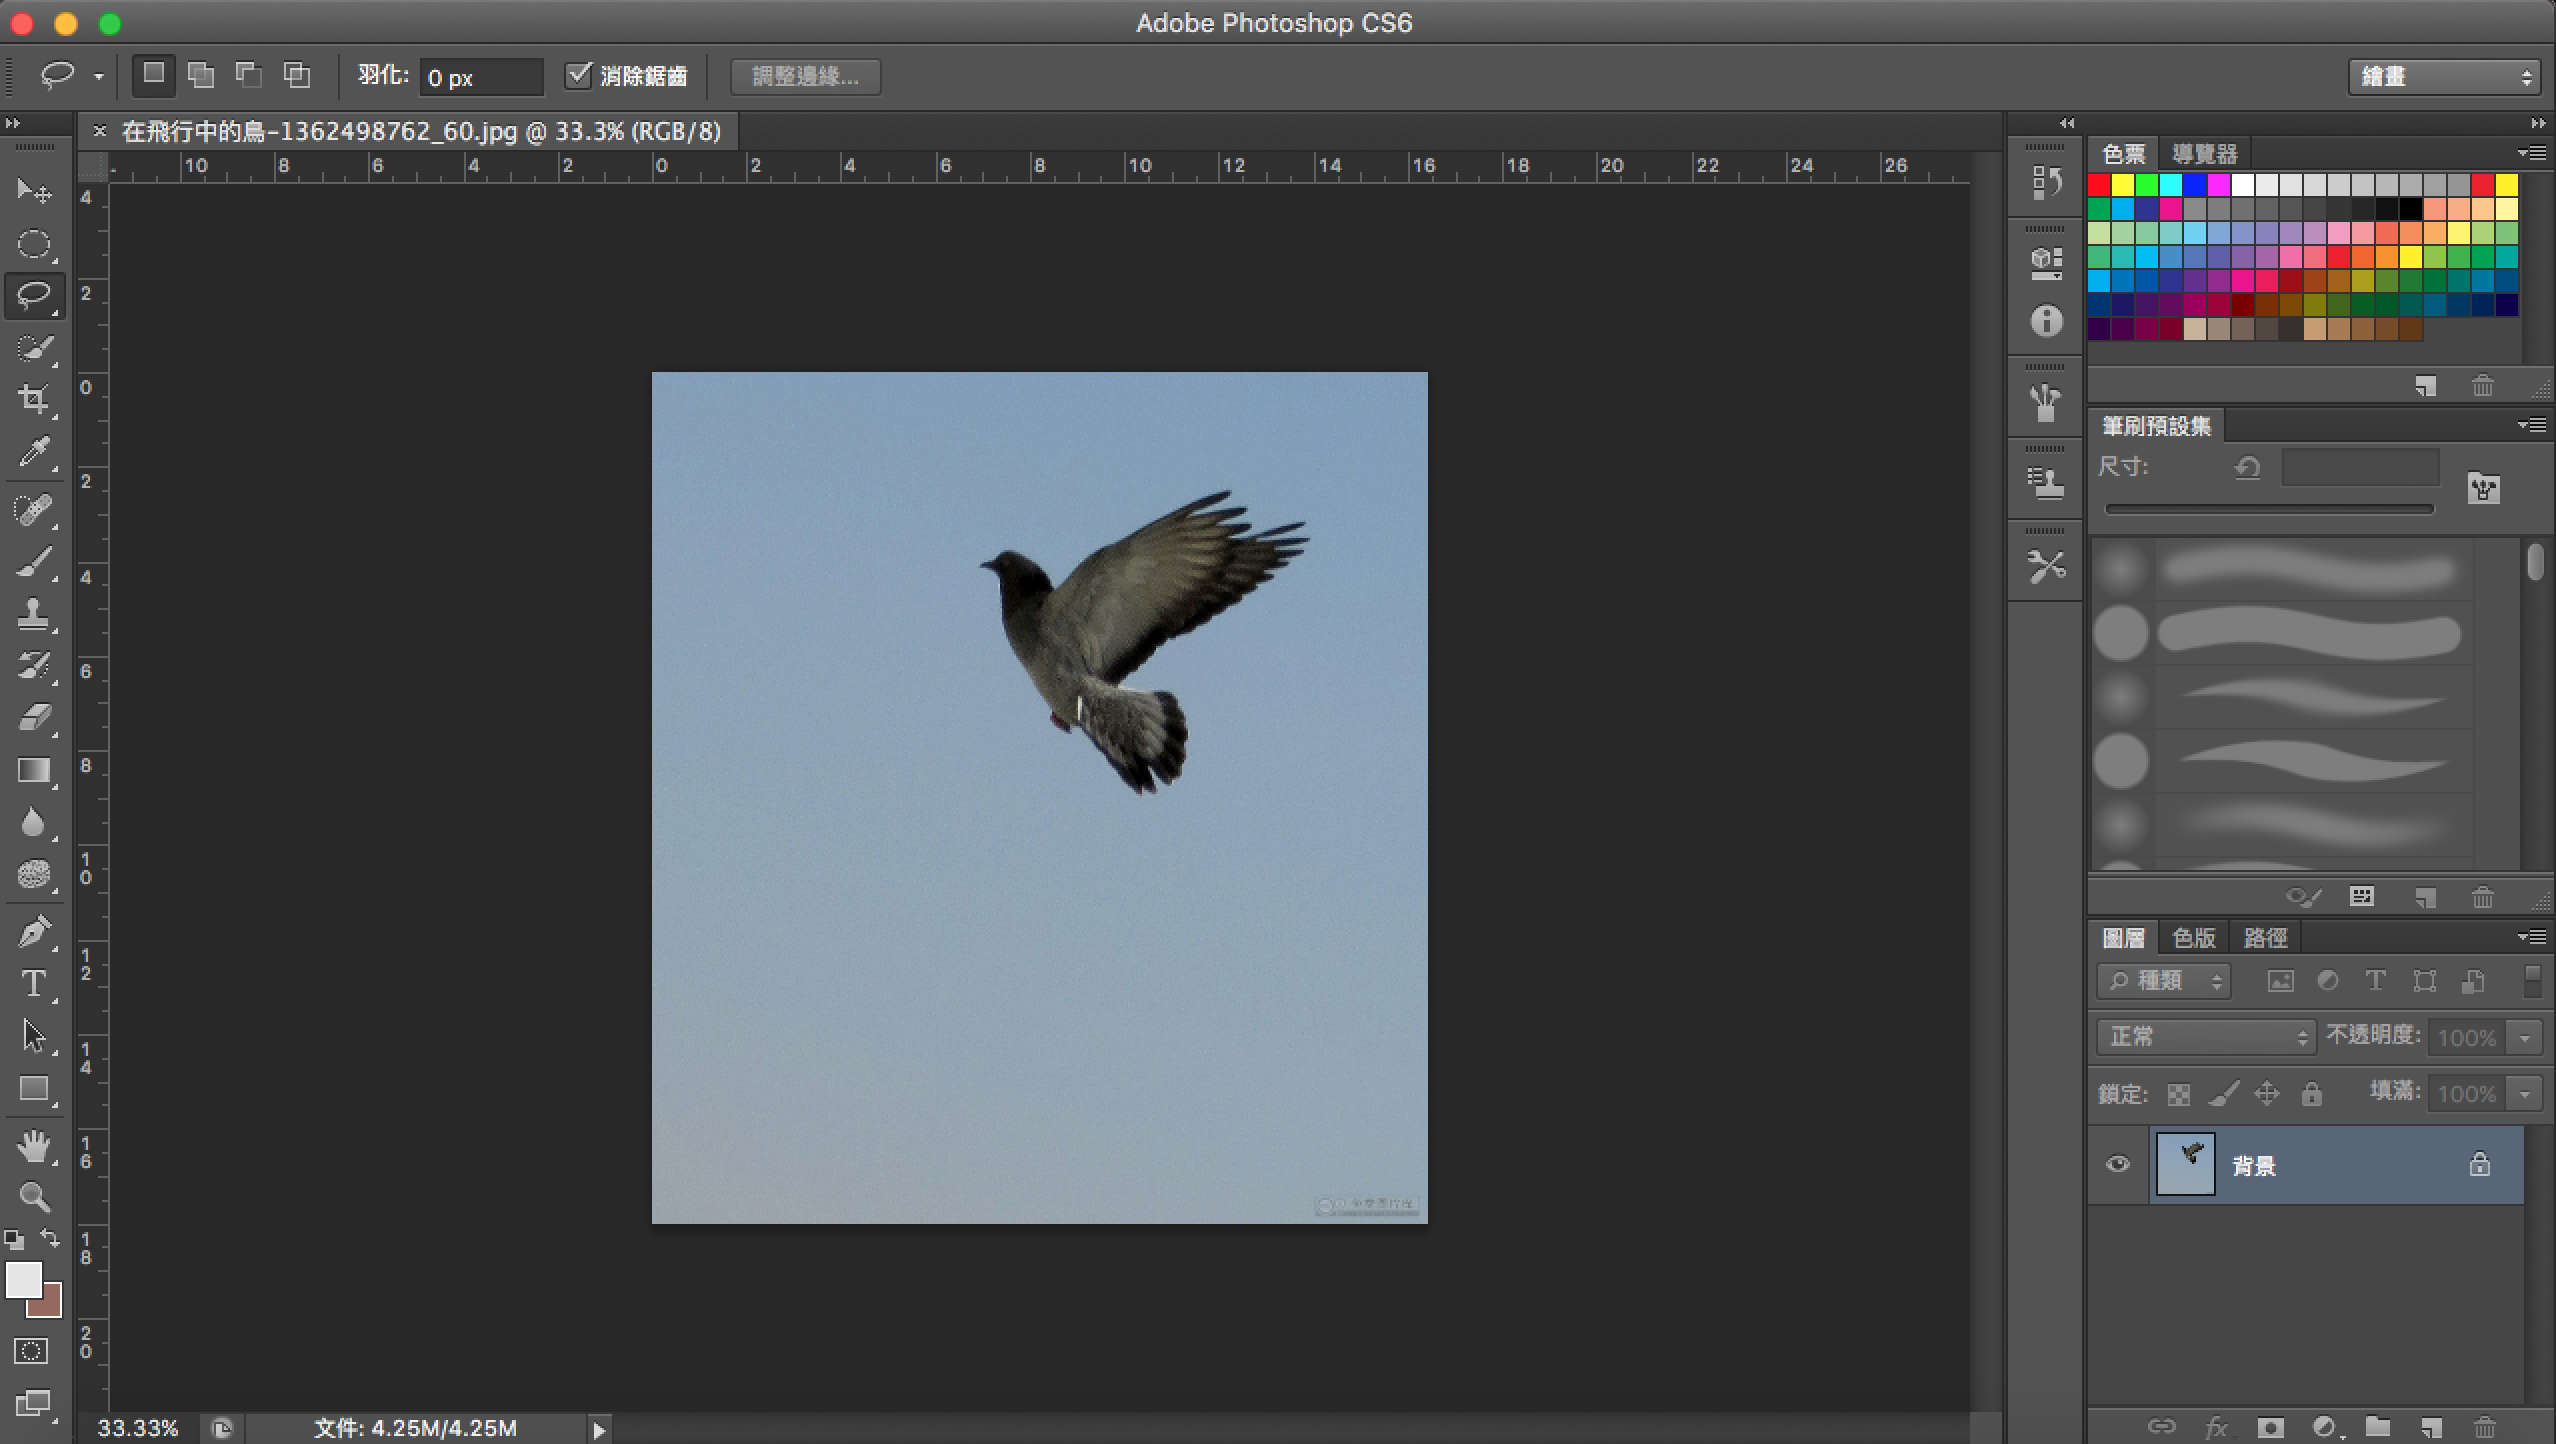 Adobe Photoshop CS6
羽化: 0 px 消除鋸齒 調整邊緣... 繪畫
在飛行中的鳥-1362498762_60.jpg @ 33.3% (RGB/8)
10 8 6 4 2 0 2 4 6 8 10 12 14 16 18 20 22 24 26
4
2
0
2
4
6
8
10
12
14
16
18
20
色票 導覽器
筆刷預設集
尺寸:
圖層 色版 路徑
種類
正常 不透明度: 100%
鎖定: 填滿: 100%
背景
33.33% 文件: 4.25M/4.25M